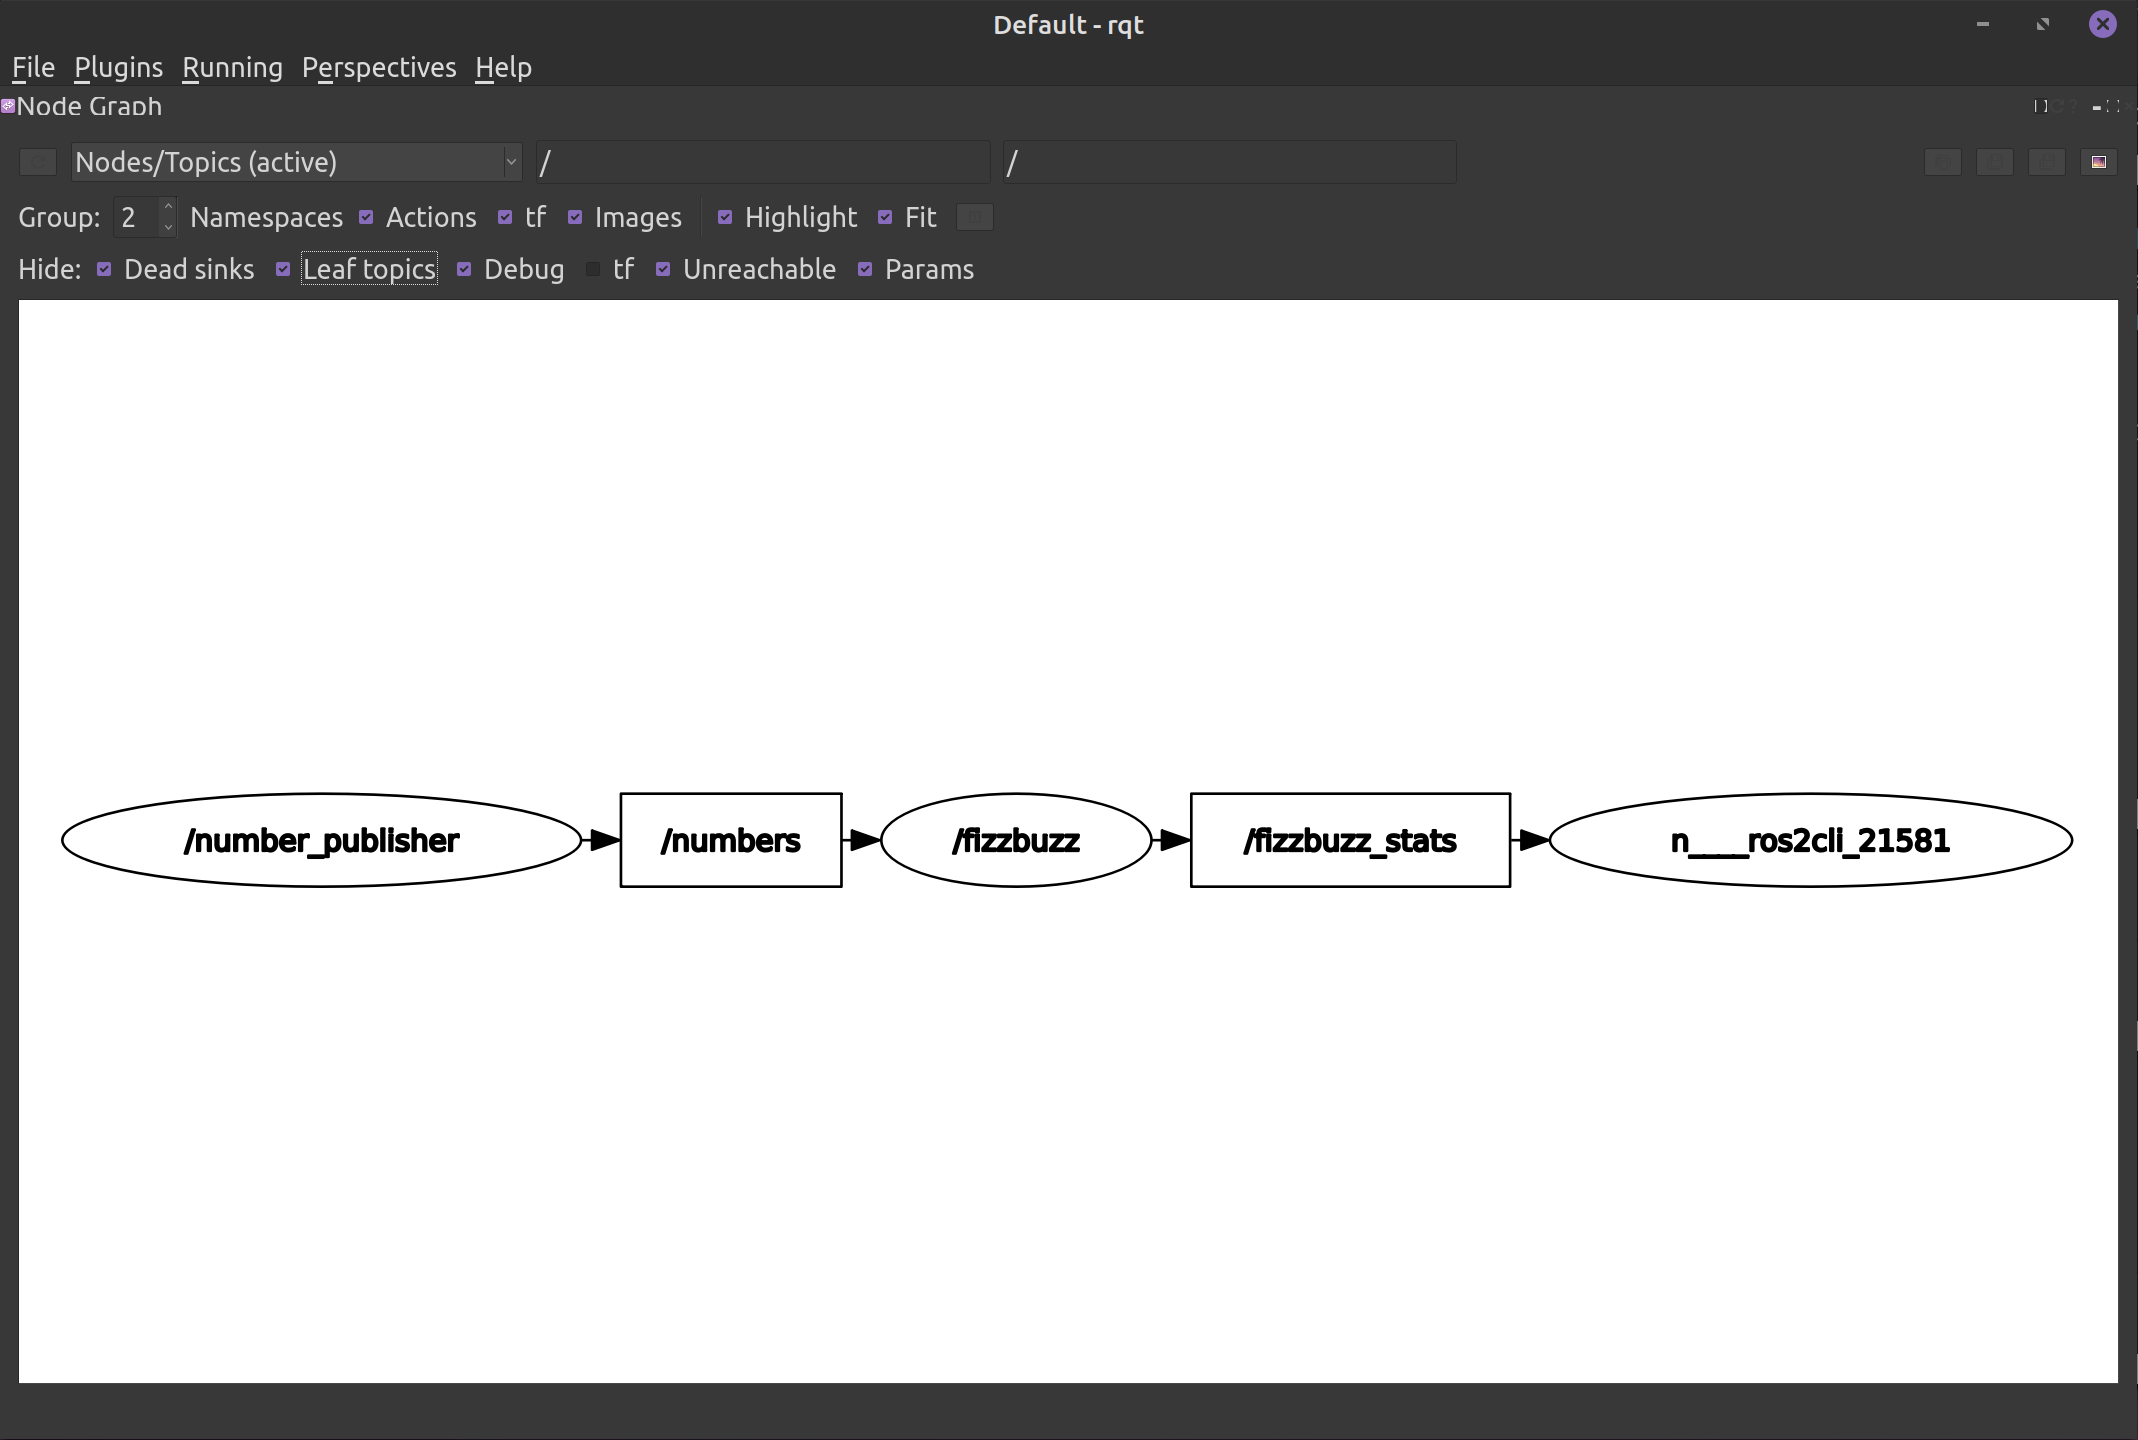 Default - rqt
File Plugins Running Perspectives Help
Node Graph
Nodes/Topics (active) / /
Group: 2 Namespaces Actions tf Images Highlight Fit
Hide: Dead sinks Leaf topics Debug tf Unreachable Params
/number_publisher /numbers /fizzbuzz /fizzbuzz_stats n____ros2cli_21581